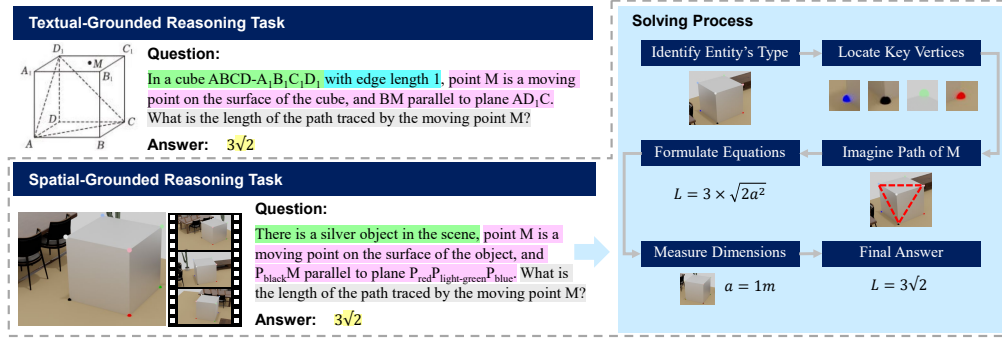 Textual-Grounded Reasoning Task
D₁
C₁
A₁
M
B₁
D
C
A
B
Question:
In a cube ABCD-A₁B₁C₁D₁ with edge length 1, point M is a moving
point on the surface of the cube, and BM parallel to plane AD₁C.
What is the length of the path traced by the moving point M?
Answer: 3√2
Spatial-Grounded Reasoning Task
Question:
There is a silver object in the scene, point M is a
moving point on the surface of the object, and
P_black M parallel to plane P_red P_light-green P_blue. What is
the length of the path traced by the moving point M?
Answer: 3√2
Solving Process
Identify Entity's Type
Locate Key Vertices
Formulate Equations
Imagine Path of M
L = 3 × √2a²
Measure Dimensions
Final Answer
a = 1m
L = 3√2